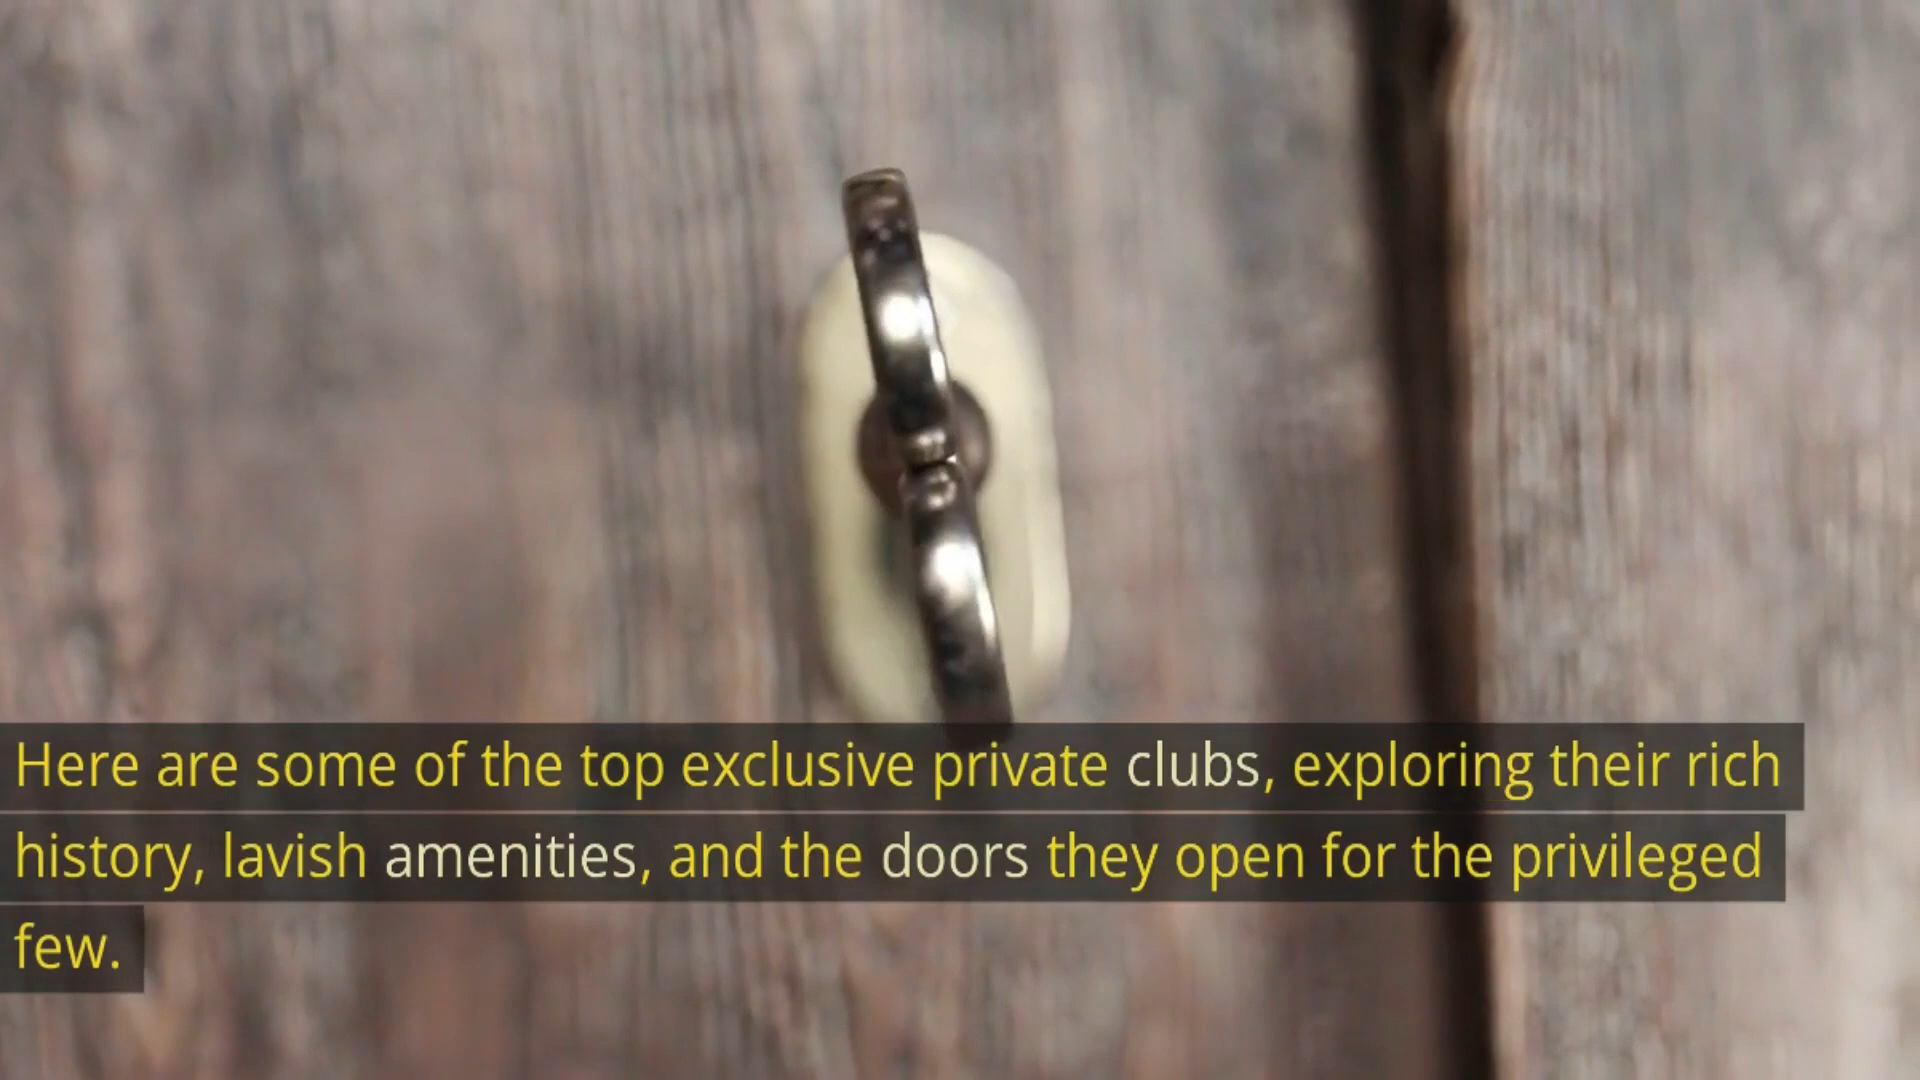 Here are some of the top exclusive private clubs, exploring their rich
history, lavish amenities, and the doors they open for the privileged
few.